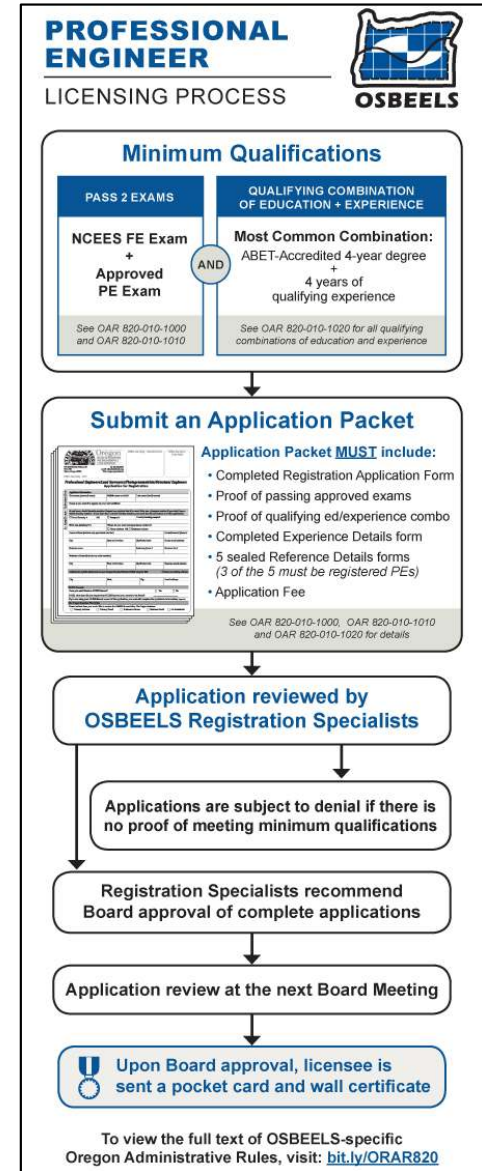 PROFESSIONAL
ENGINEER
LICENSING PROCESS
OSBEELS
Minimum Qualifications
PASS 2 EXAMS
NCEES FE Exam
+
Approved
PE Exam
See OAR 820-010-1000
and OAR 820-010-1010
AND
QUALIFYING COMBINATION
OF EDUCATION + EXPERIENCE
Most Common Combination:
ABET-Accredited 4-year degree
+
4 years of
qualifying experience
See OAR 820-010-1020 for all qualifying
combinations of education and experience
Submit an Application Packet
Oregon
Application for Registration
Application Packet MUST include:
• Completed Registration Application Form
• Proof of passing approved exams
• Proof of qualifying ed/experience combo
• Completed Experience Details form
• 5 sealed Reference Details forms
(3 of the 5 must be registered PEs)
• Application Fee
See OAR 820-010-1000, OAR 820-010-1010
and OAR 820-010-1020 for details
Application reviewed by
OSBEELS Registration Specialists
Applications are subject to denial if there is
no proof of meeting minimum qualifications
Registration Specialists recommend
Board approval of complete applications
Application review at the next Board Meeting
Upon Board approval, licensee is
sent a pocket card and wall certificate
To view the full text of OSBEELS-specific
Oregon Administrative Rules, visit: bit.ly/ORAR820